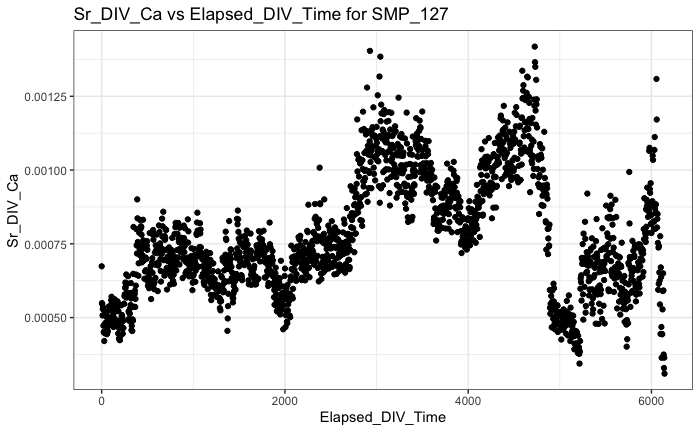 Sr_DIV_Ca vs Elapsed_DIV_Time for SMP_127
0.00125
0.00100
0.00075
0.00050
Sr_DIV_Ca
0
2000
4000
6000
Elapsed_DIV_Time